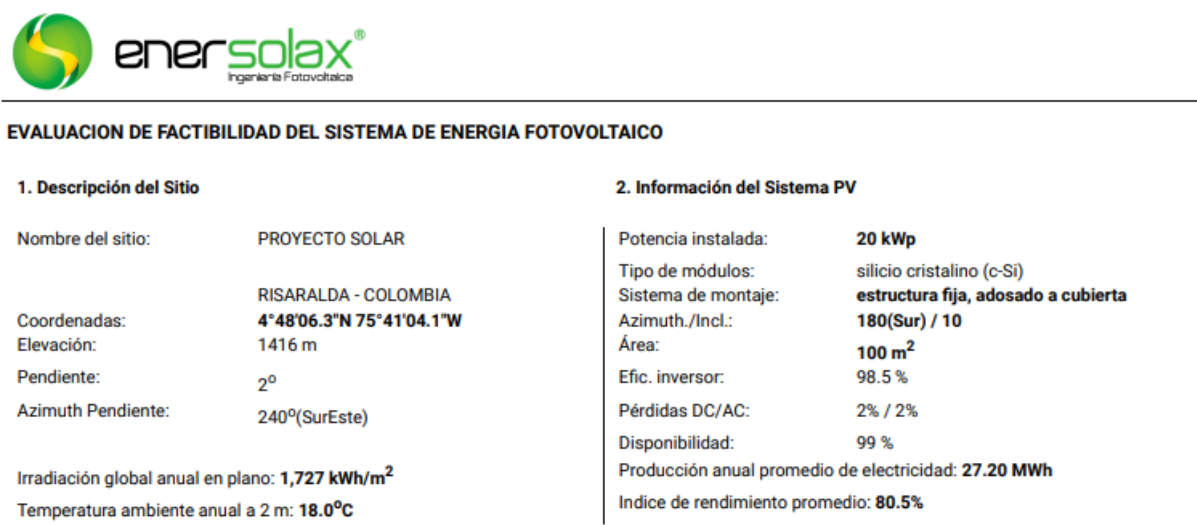 enersolax®
Ingeniería Fotovoltaica
EVALUACION DE FACTIBILIDAD DEL SISTEMA DE ENERGIA FOTOVOLTAICO
1. Descripción del Sitio
Nombre del sitio: PROYECTO SOLAR
RISARALDA - COLOMBIA
Coordenadas: 4°48'06.3"N 75°41'04.1"W
Elevación: 1416 m
Pendiente: 2⁰
Azimuth Pendiente: 240⁰(SurEste)
Irradiación global anual en plano: 1,727 kWh/m²
Temperatura ambiente anual a 2 m: 18.0⁰C
2. Información del Sistema PV
Potencia instalada: 20 kWp
Tipo de módulos: silicio cristalino (c-Si)
Sistema de montaje: estructura fija, adosado a cubierta
Azimuth./Incl.: 180(Sur) / 10
Área: 100 m²
Efic. inversor: 98.5 %
Pérdidas DC/AC: 2% / 2%
Disponibilidad: 99 %
Producción anual promedio de electricidad: 27.20 MWh
Indice de rendimiento promedio: 80.5%